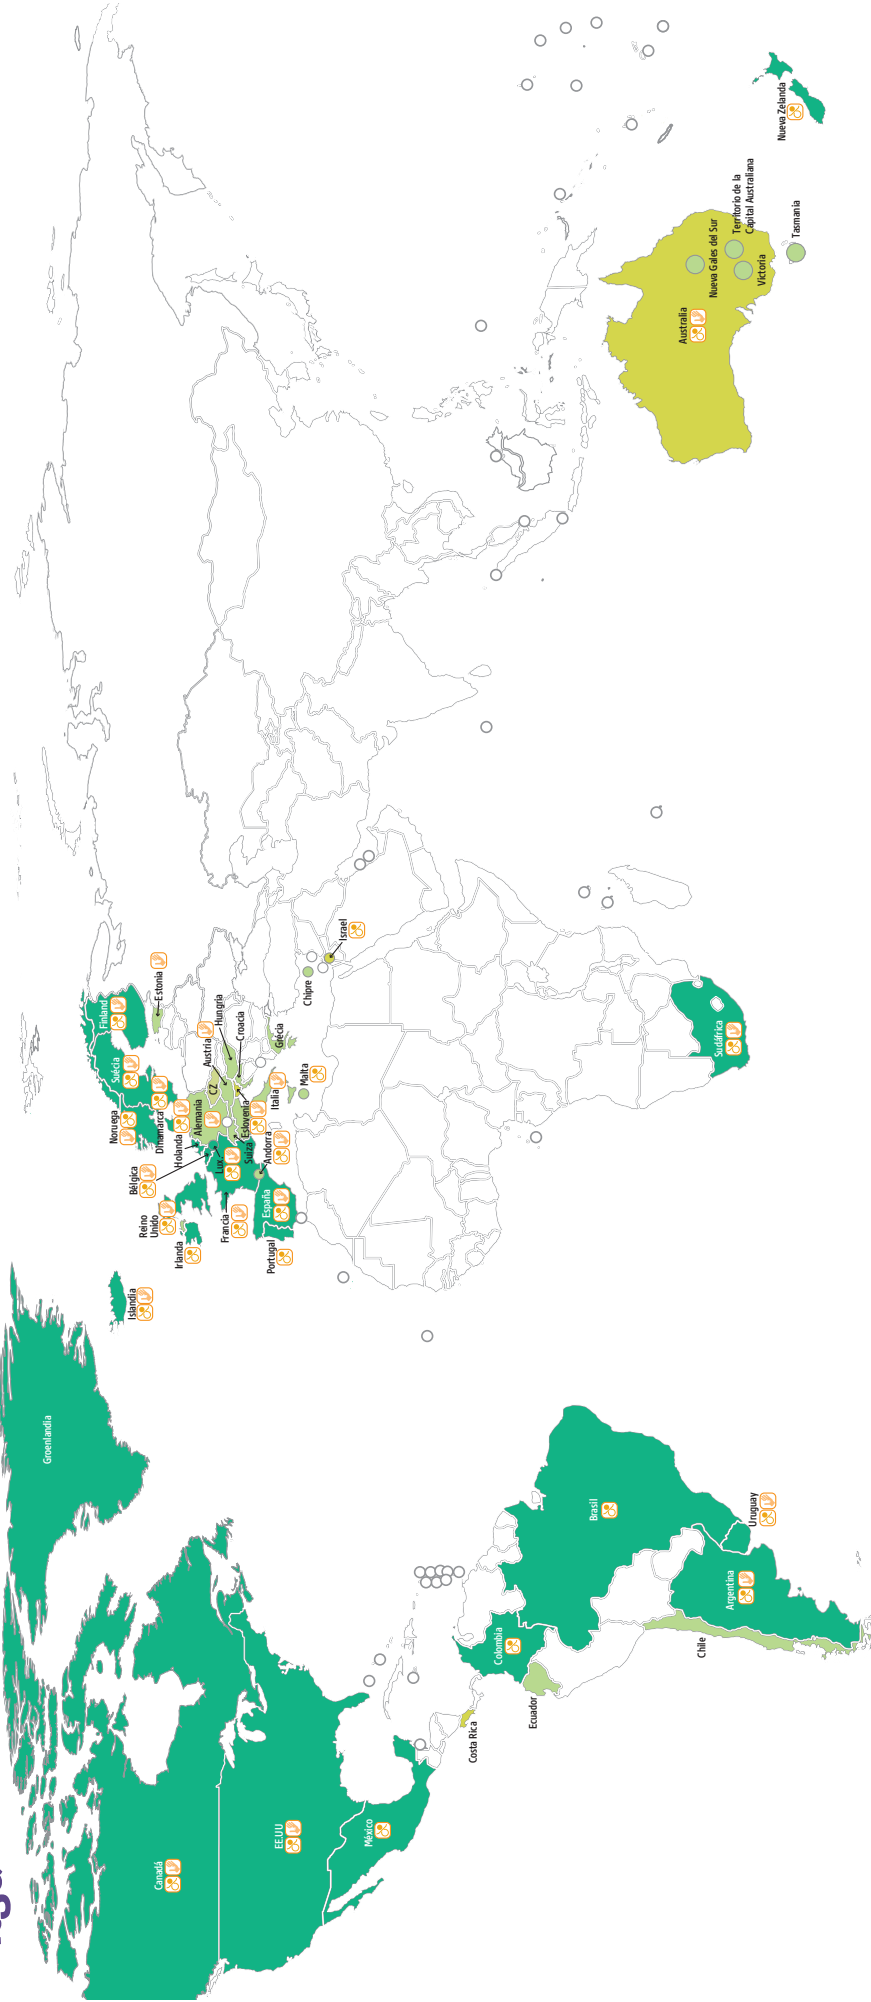 Groenlandia
Canadá
EE.UU
México
Costa Rica
Colombia
Ecuador
Brasil
Chile
Argentina
Uruguay
Islandia
Irlanda
Reino
Unido
Bélgica
Holanda
Dinamarca
Noruega
Suécia
Finland
Estonia
Alemania
Lux
Francia
Portugal
España
Andorra
Suiza
CZ
Austria
Hungría
Croacia
Eslovenia
Italia
Malta
Grécia
Chipre
Israel
Sudáfrica
Australia
Nueva Gales del Sur
Territorio de la
Capital Australiana
Victoria
Tasmania
Nueva Zelanda